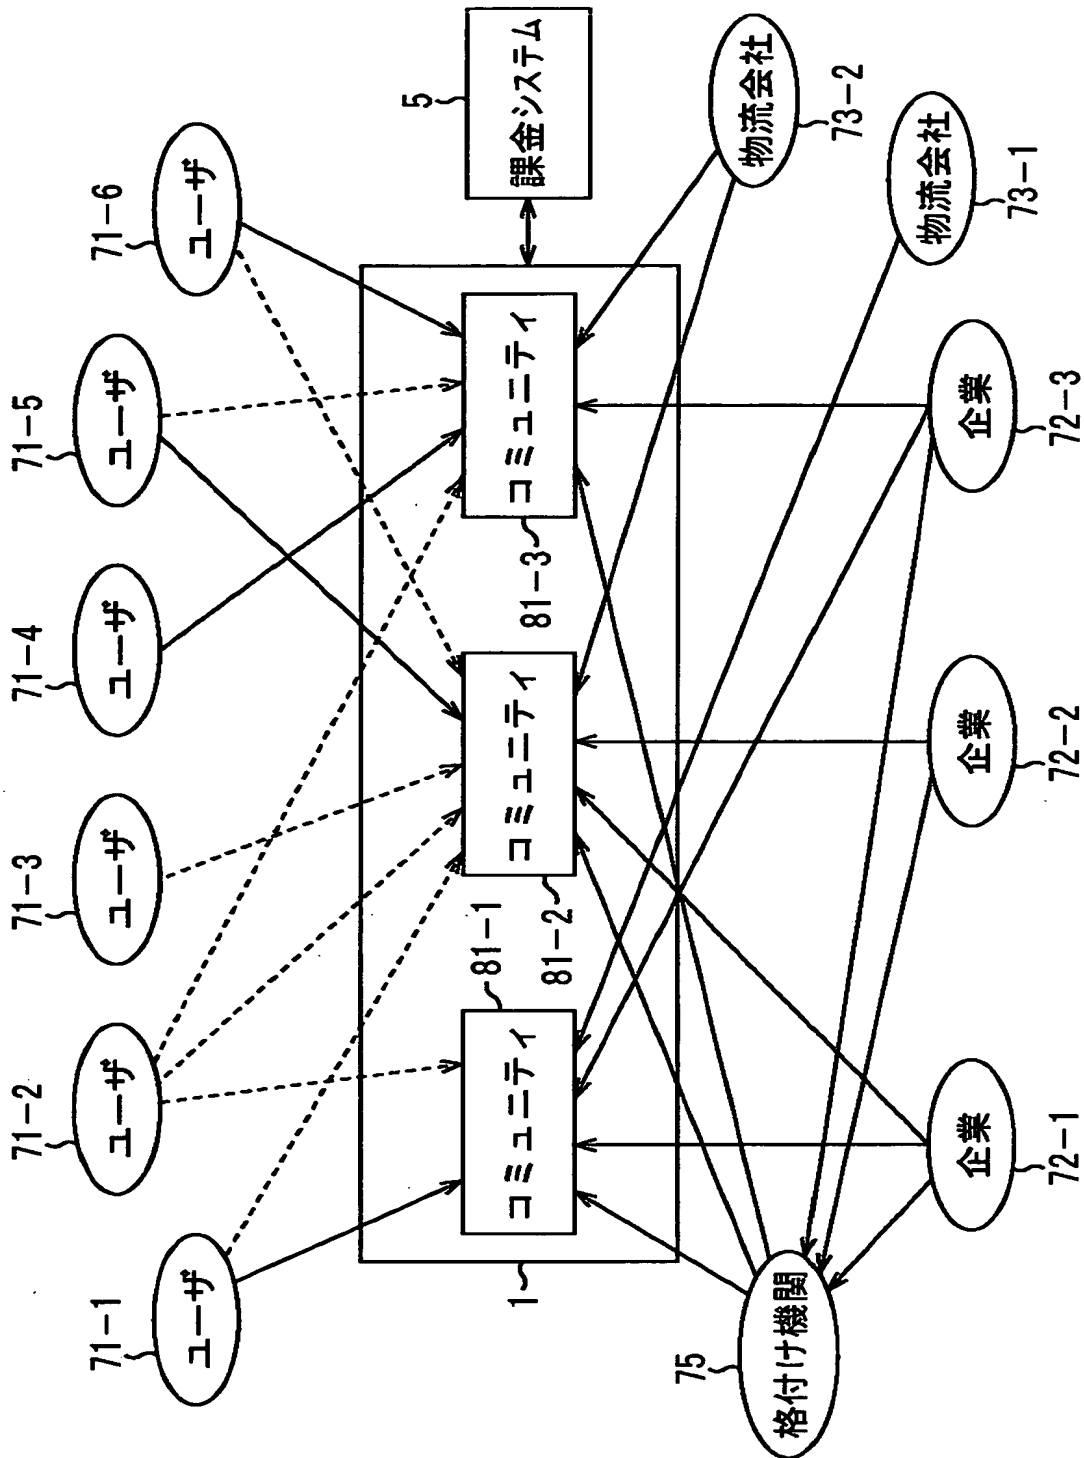 71-1
ユーザ
71-2
ユーザ
71-3
ユーザ
71-4
ユーザ
71-5
ユーザ
71-6
ユーザ
1
コミュニティ
81-1
コミュニティ
81-2
コミュニティ
81-3
5
課金システム
75
格付け機関
企業
72-1
企業
72-2
企業
72-3
物流会社
73-1
物流会社
73-2